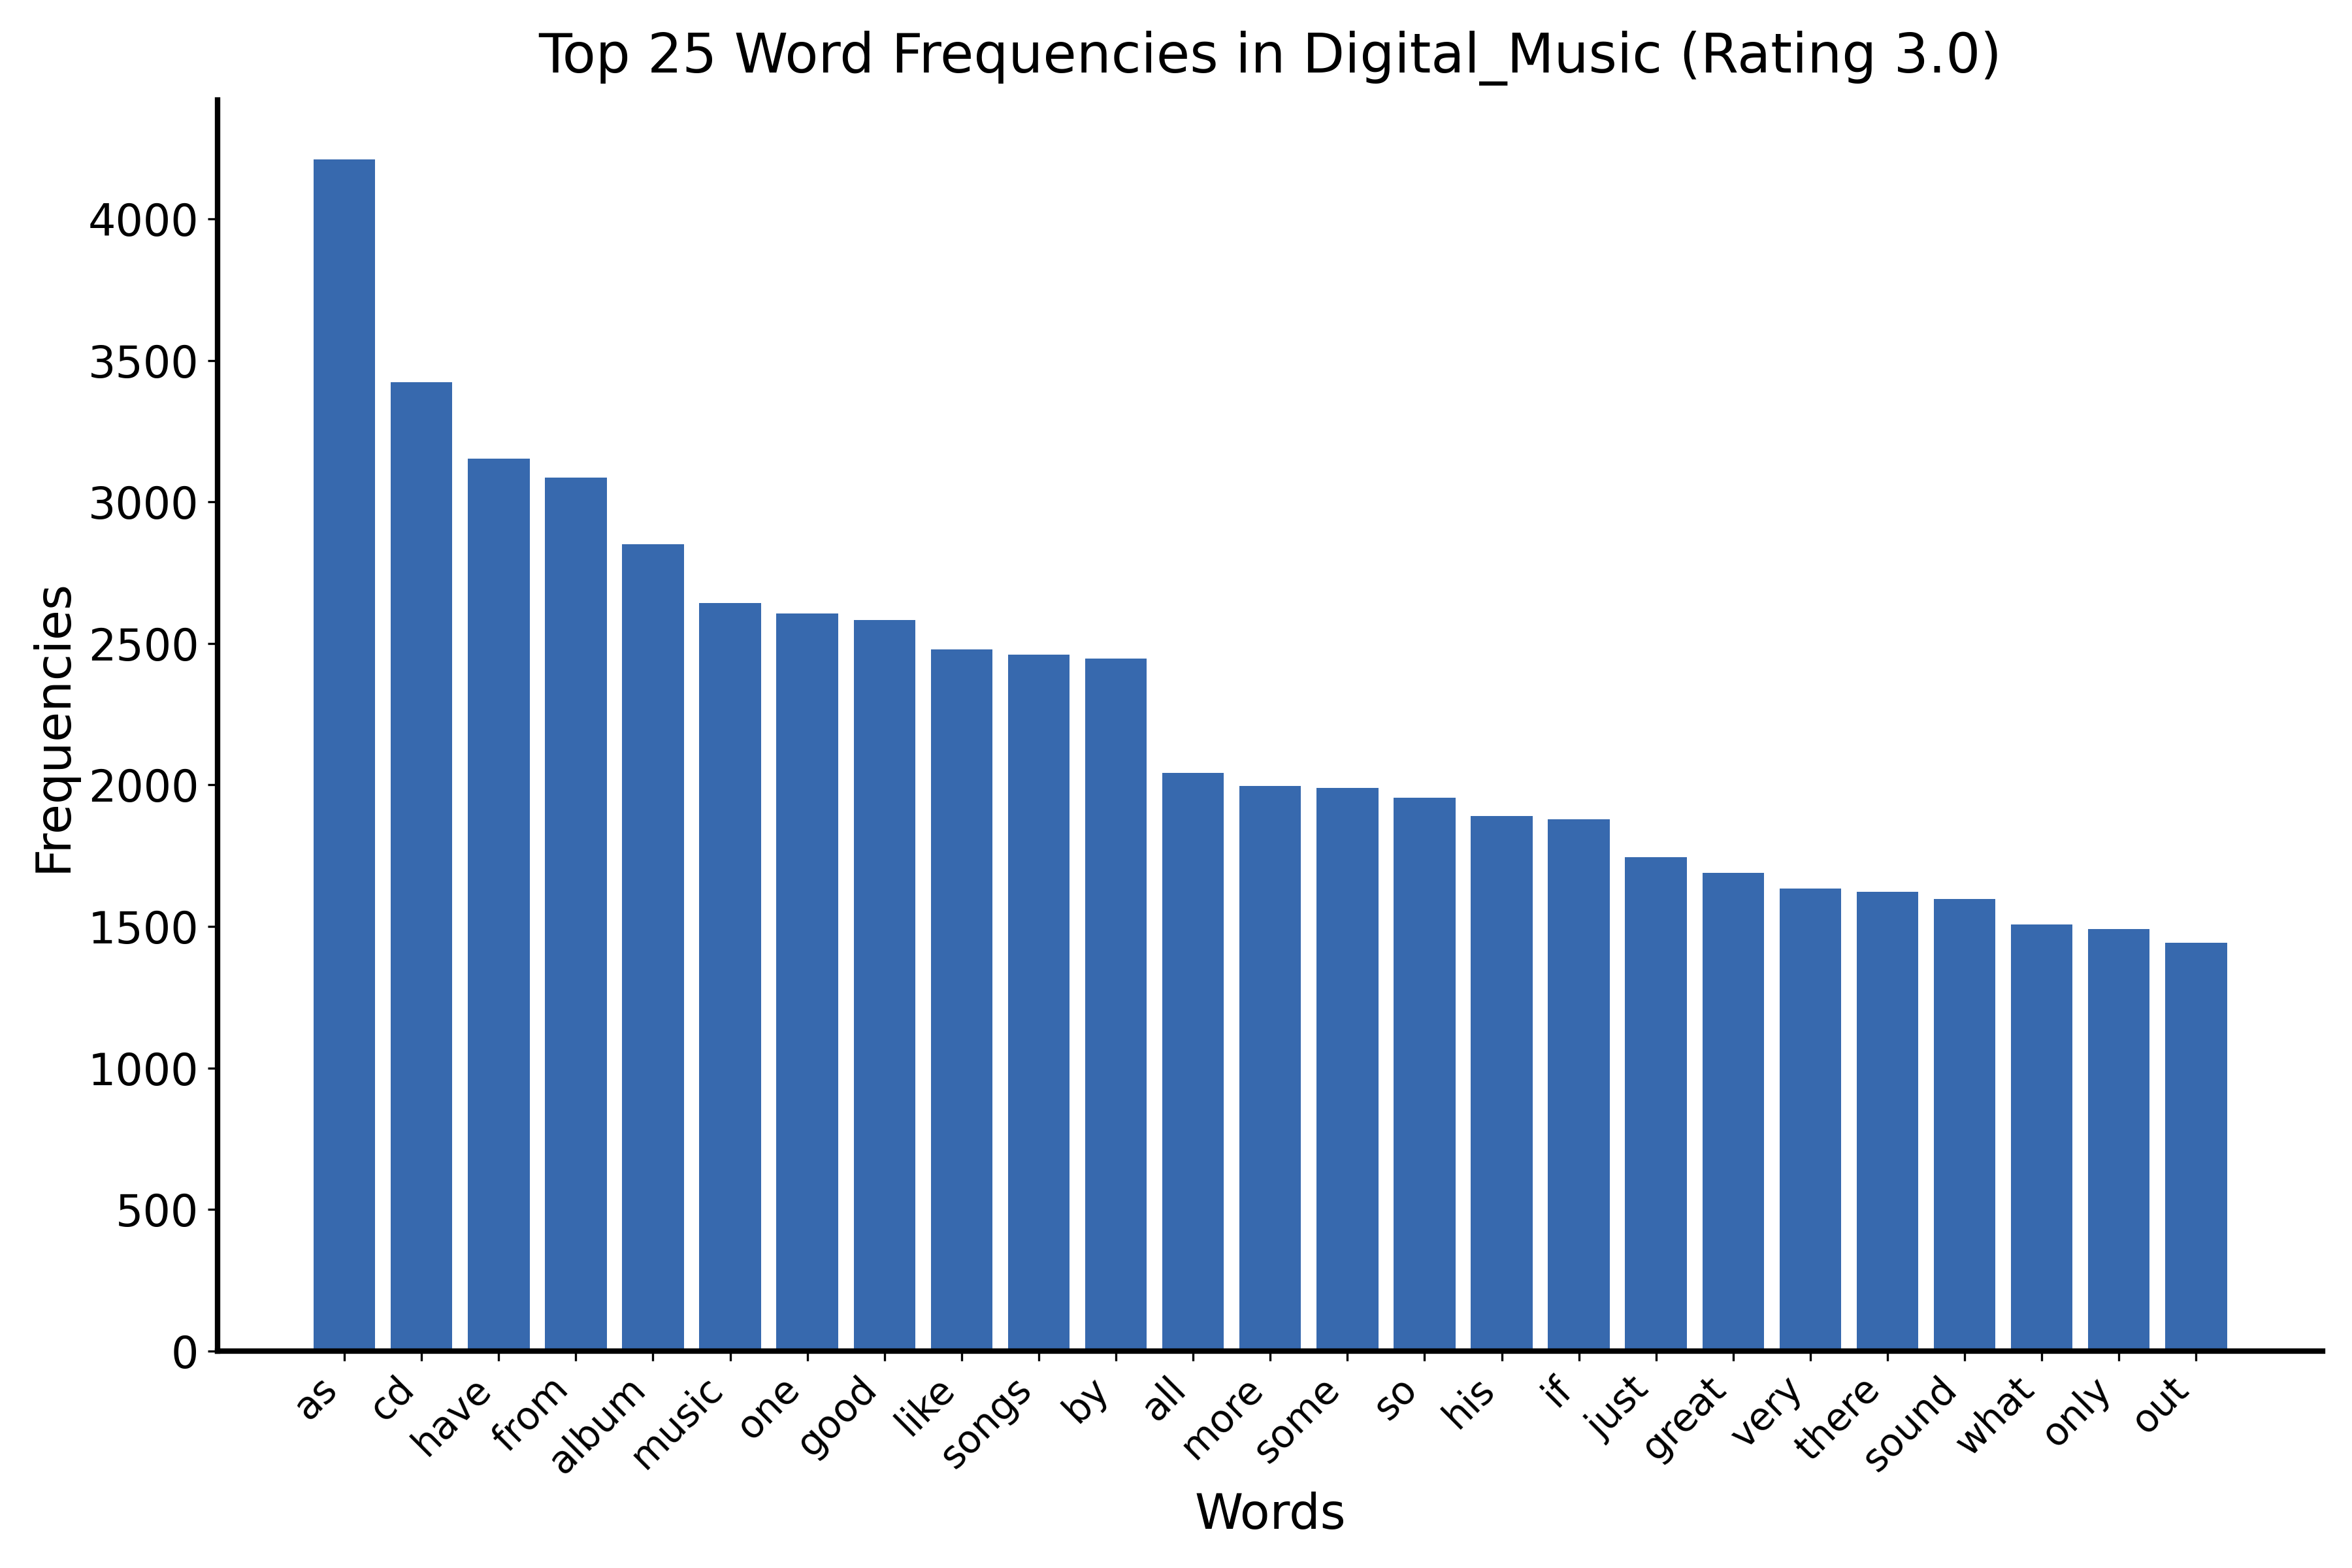 Top 25 Word Frequencies in Digital_Music (Rating 3.0)
Frequencies
4000
3500
3000
2500
2000
1500
1000
500
0
as
cd
have
from
album
music
one
good
like
songs
by
all
more
some
so
his
if
just
great
very
there
sound
what
only
out
Words